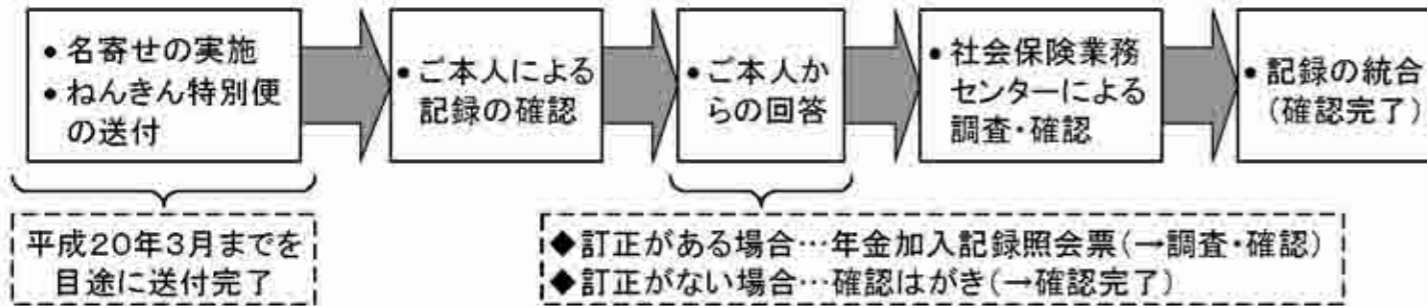 ●名寄せの実施
●ねんきん特別便
の送付
●ご本人による
記録の確認
●ご本人か
らの回答
●社会保険業務
センターによる
調査・確認
●記録の統合
(確認完了)
平成20年3月までを
目途に送付完了
◆訂正がある場合…年金加入記録照会票(→調査・確認)
◆訂正がない場合…確認はがき(→確認完了)